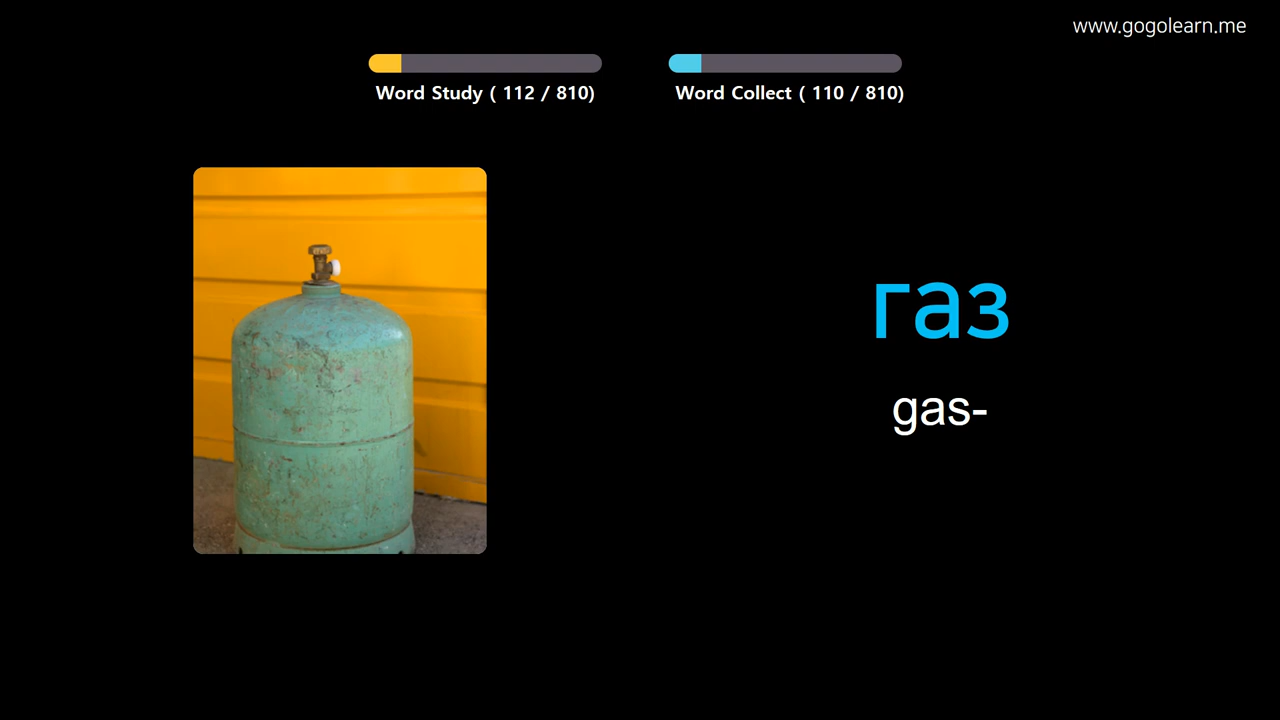 www.gogolearn.me
Word Study ( 112 / 810)
Word Collect ( 110 / 810)
газ
gas-